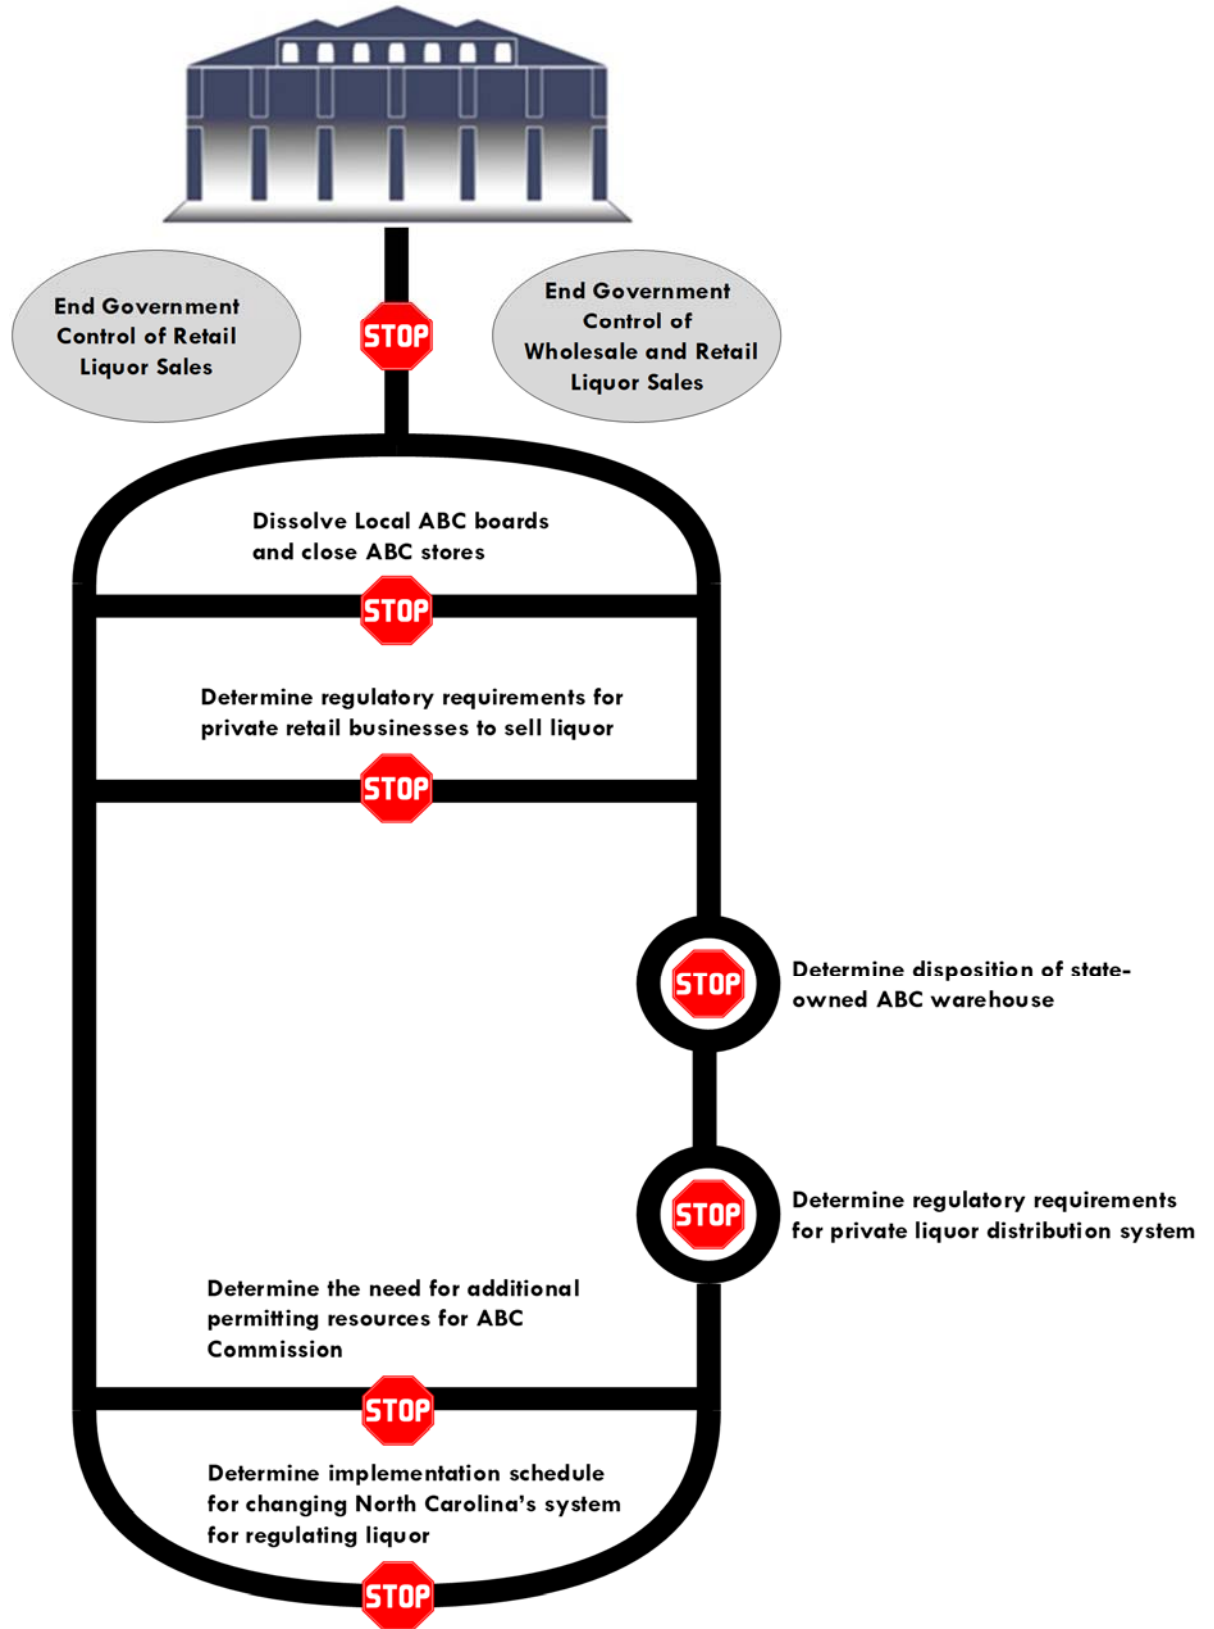 End Government
Control of Retail
Liquor Sales
STOP
End Government
Control of
Wholesale and Retail
Liquor Sales
Dissolve Local ABC boards
and close ABC stores
STOP
Determine regulatory requirements for
private retail businesses to sell liquor
STOP
STOP
Determine disposition of state-
owned ABC warehouse
STOP
Determine regulatory requirements
for private liquor distribution system
Determine the need for additional
permitting resources for ABC
Commission
STOP
Determine implementation schedule
for changing North Carolina's system
for regulating liquor
STOP